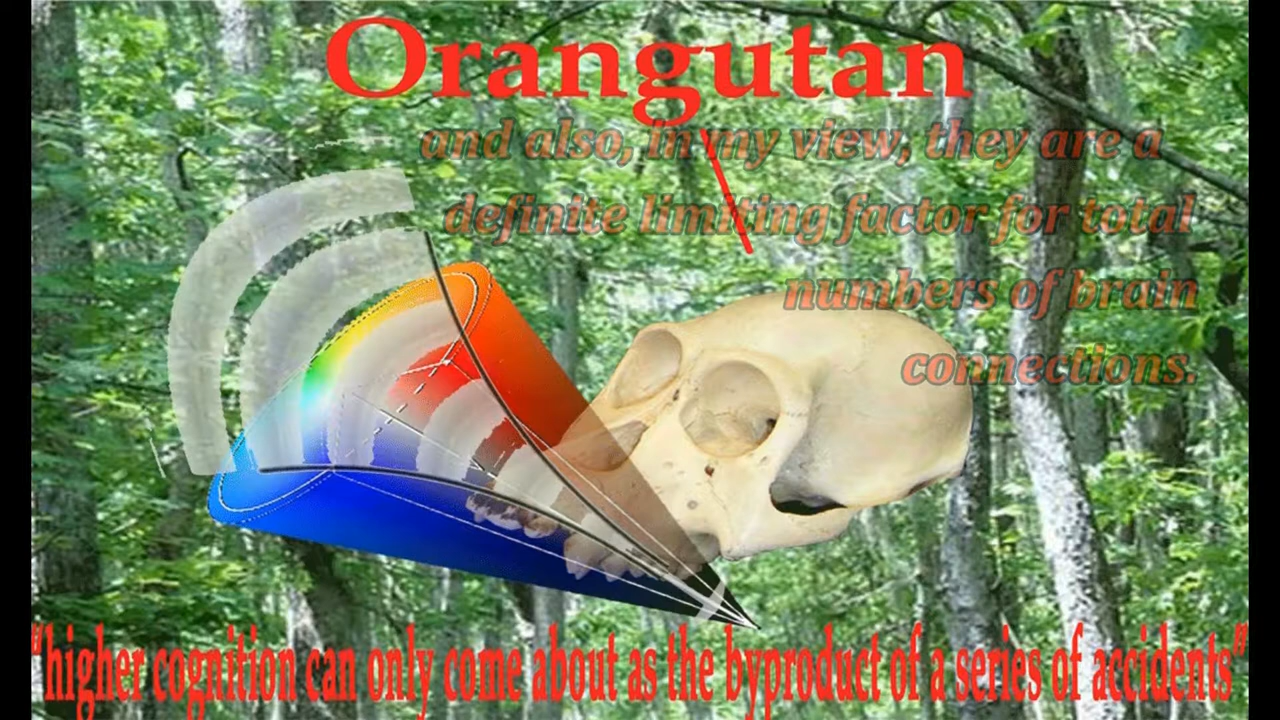 Orangutan
and also, in my view, they are a
definite limiting factor for total
numbers of brain
connections.
“higher cognition can only come about as the byproduct of a series of accidents”